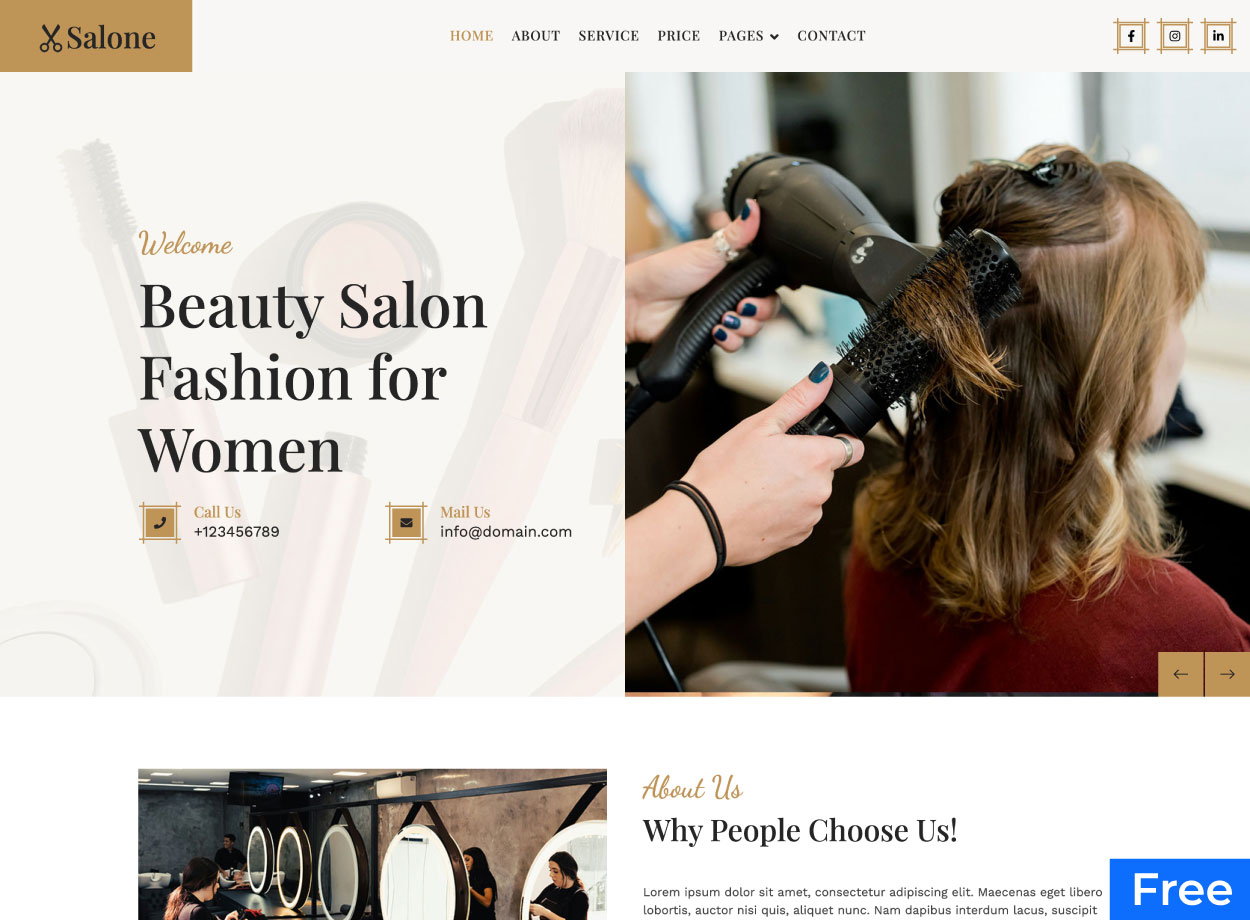 Salone
HOME ABOUT SERVICE PRICE PAGES CONTACT
Welcome
Beauty Salon
Fashion for
Women
Call Us
+123456789
Mail Us
info@domain.com
About Us
Why People Choose Us!
Lorem ipsum dolor sit amet, consectetur adipiscing elit. Maecenas eget libero
lobortis, auctor nisi quis, aliquet nunc. Nam dapibus interdum lacus, suscipit
Free